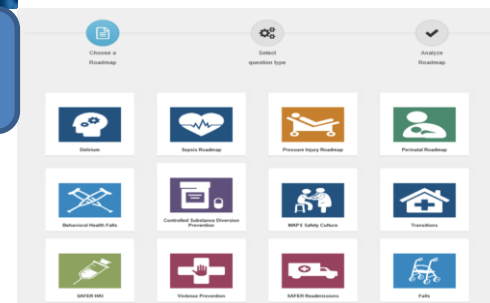 Choose a
Roadmap
Select
question type
Analyze
Roadmap
Delirium
Sepsis Roadmap
Pressure Injury Roadmap
Perinatal Roadmap
Behavioral Health Falls
Controlled Substance Diversion
Prevention
MAPS Safety Culture
Transitions
SAFER HAI
Violence Prevention
SAFER Readmissions
Falls